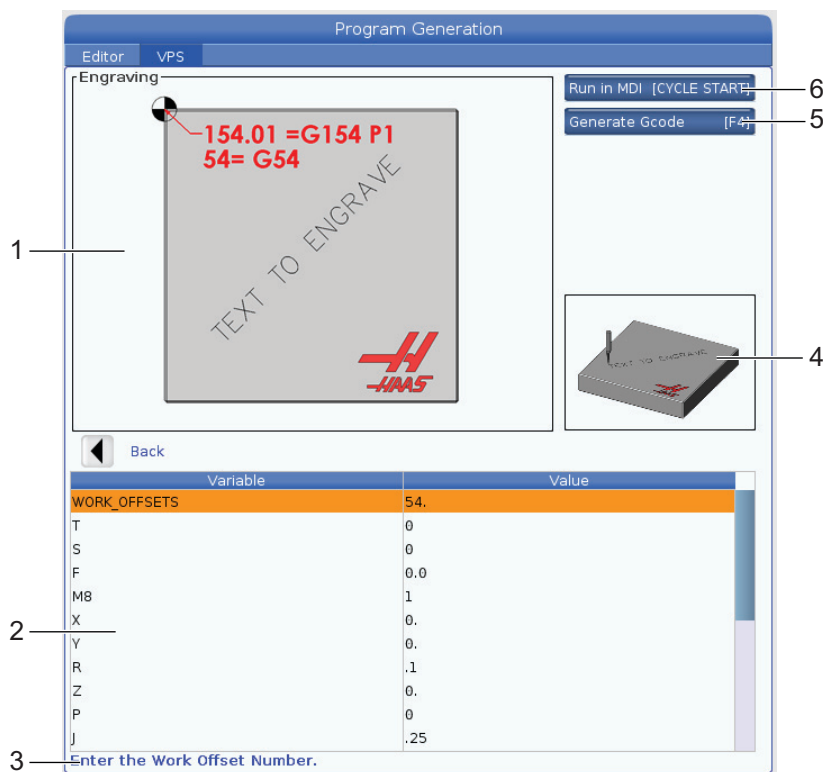 Program Generation
Editor VPS
Engraving
154.01 =G154 P1
54= G54
TEXT TO ENGRAVE
HAAS
Run in MDI [CYCLE START]
6
Generate Gcode [F4]
5
1
TEXT TO ENGRAVE
HAAS
4
Back
Variable Value
WORK_OFFSETS 54.
T 0
S 0
F 0.0
M8 1
X 0.
2
Y 0.
R .1
Z 0.
P 0
J .25
3
Enter the Work Offset Number.